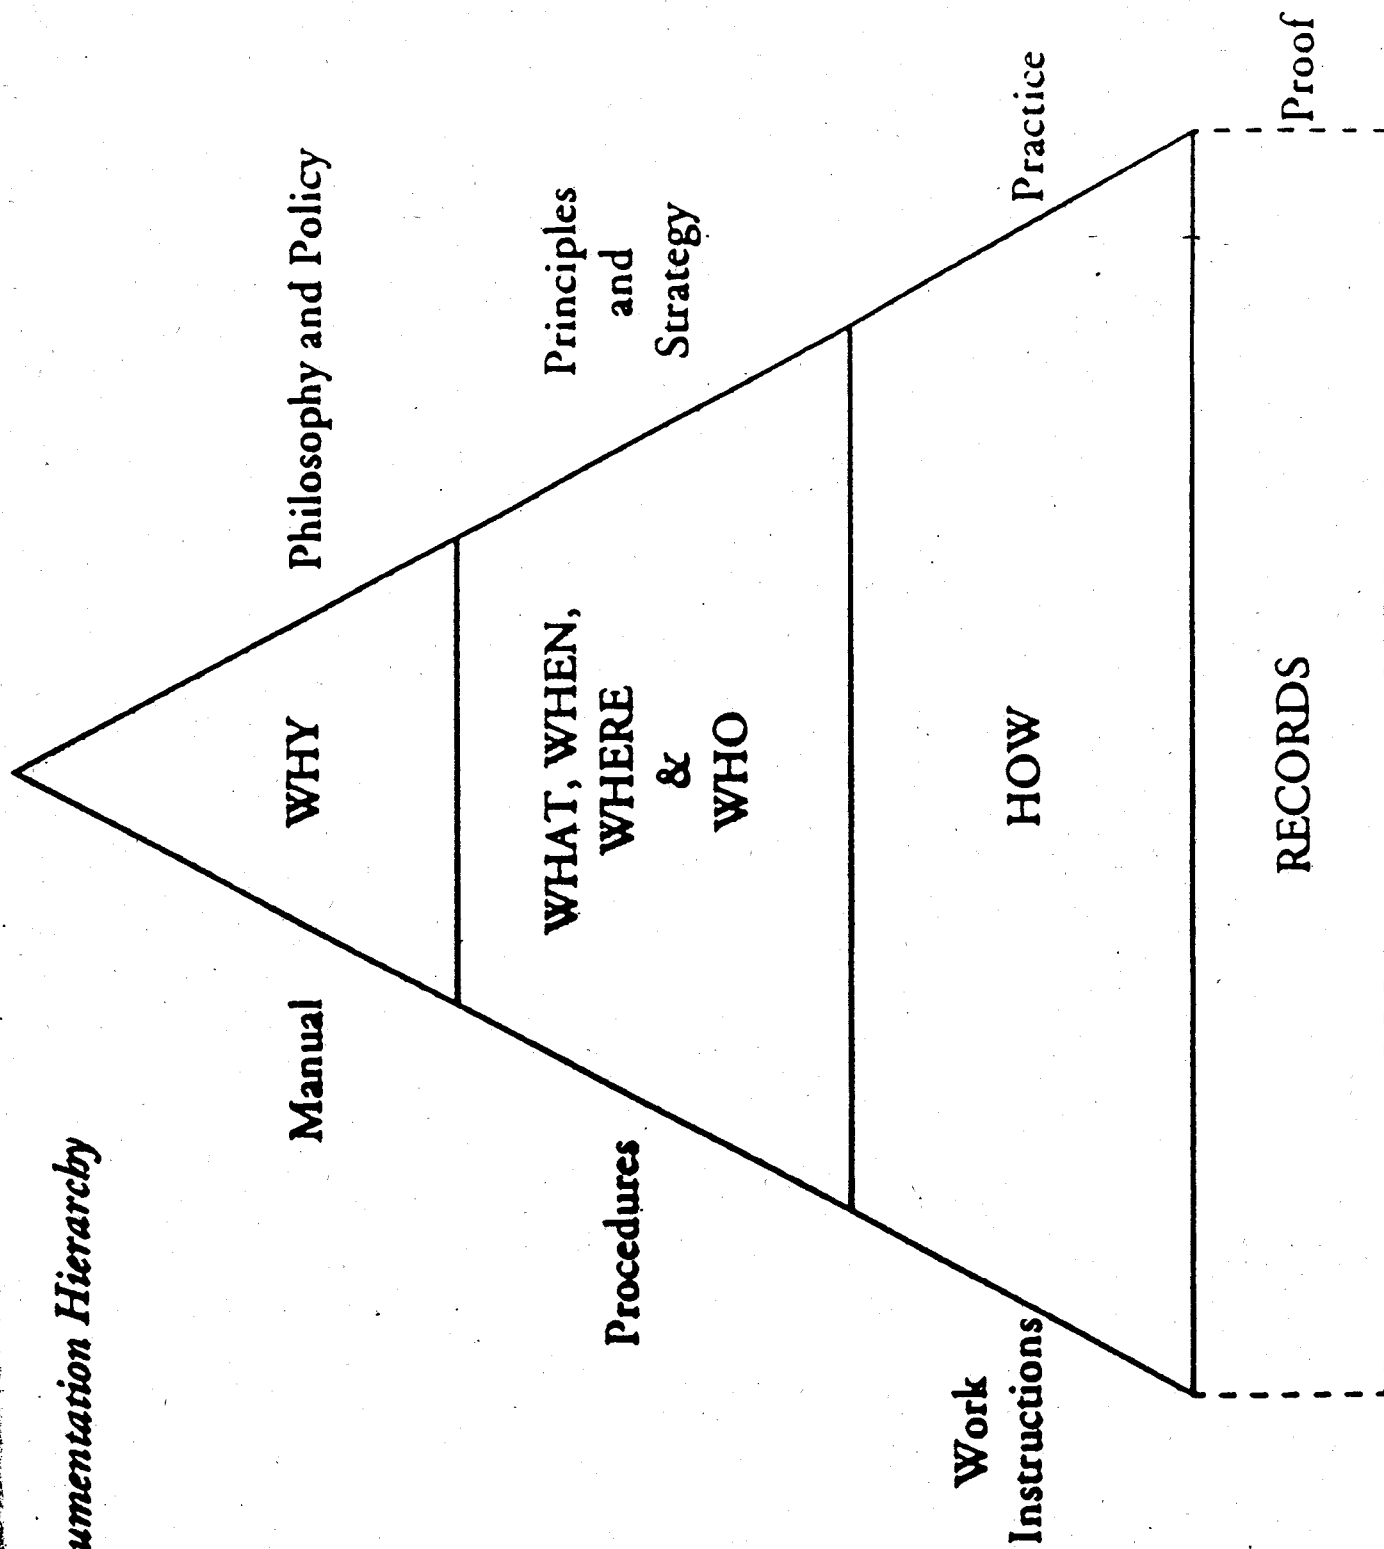 umentation Hierarchy
Manual
WHY
Philosophy and Policy
Procedures
WHAT, WHEN,
WHERE
&
WHO
Principles
and
Strategy
Work
Instructions
HOW
Practice
RECORDS
Proof